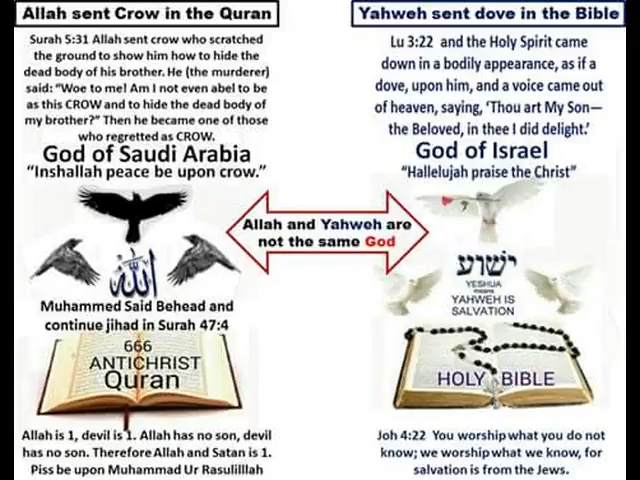 Allah sent Crow in the Quran
Surah 5:31 Allah sent crow who scratched
the ground to show him how to hide the
dead body of his brother. He (the murderer)
said: “Woe to me! Am I not even abel to be
as this CROW and to hide the dead body of
my brother?” Then he became one of those
who regretted as CROW.
God of Saudi Arabia
“Inshallah peace be upon crow.”
الله
Muhammed Said Behead and
continue jihad in Surah 47:4
666
ANTICHRIST
Quran
Allah is 1, devil is 1. Allah has no son, devil
has no son. Therefore Allah and Satan is 1.
Piss be upon Muhammad Ur Rasulilllah
Allah and Yahweh are
not the same God
Yahweh sent dove in the Bible
Lu 3:22 and the Holy Spirit came
down in a bodily appearance, as if a
dove, upon him, and a voice came out
of heaven, saying, ‘Thou art My Son—
the Beloved, in thee I did delight.’
God of Israel
“Hallelujah praise the Christ”
ישוע
YESHUA
means
YAHWEH IS
SALVATION
HOLY BIBLE
Joh 4:22 You worship what you do not
know; we worship what we know, for
salvation is from the Jews.